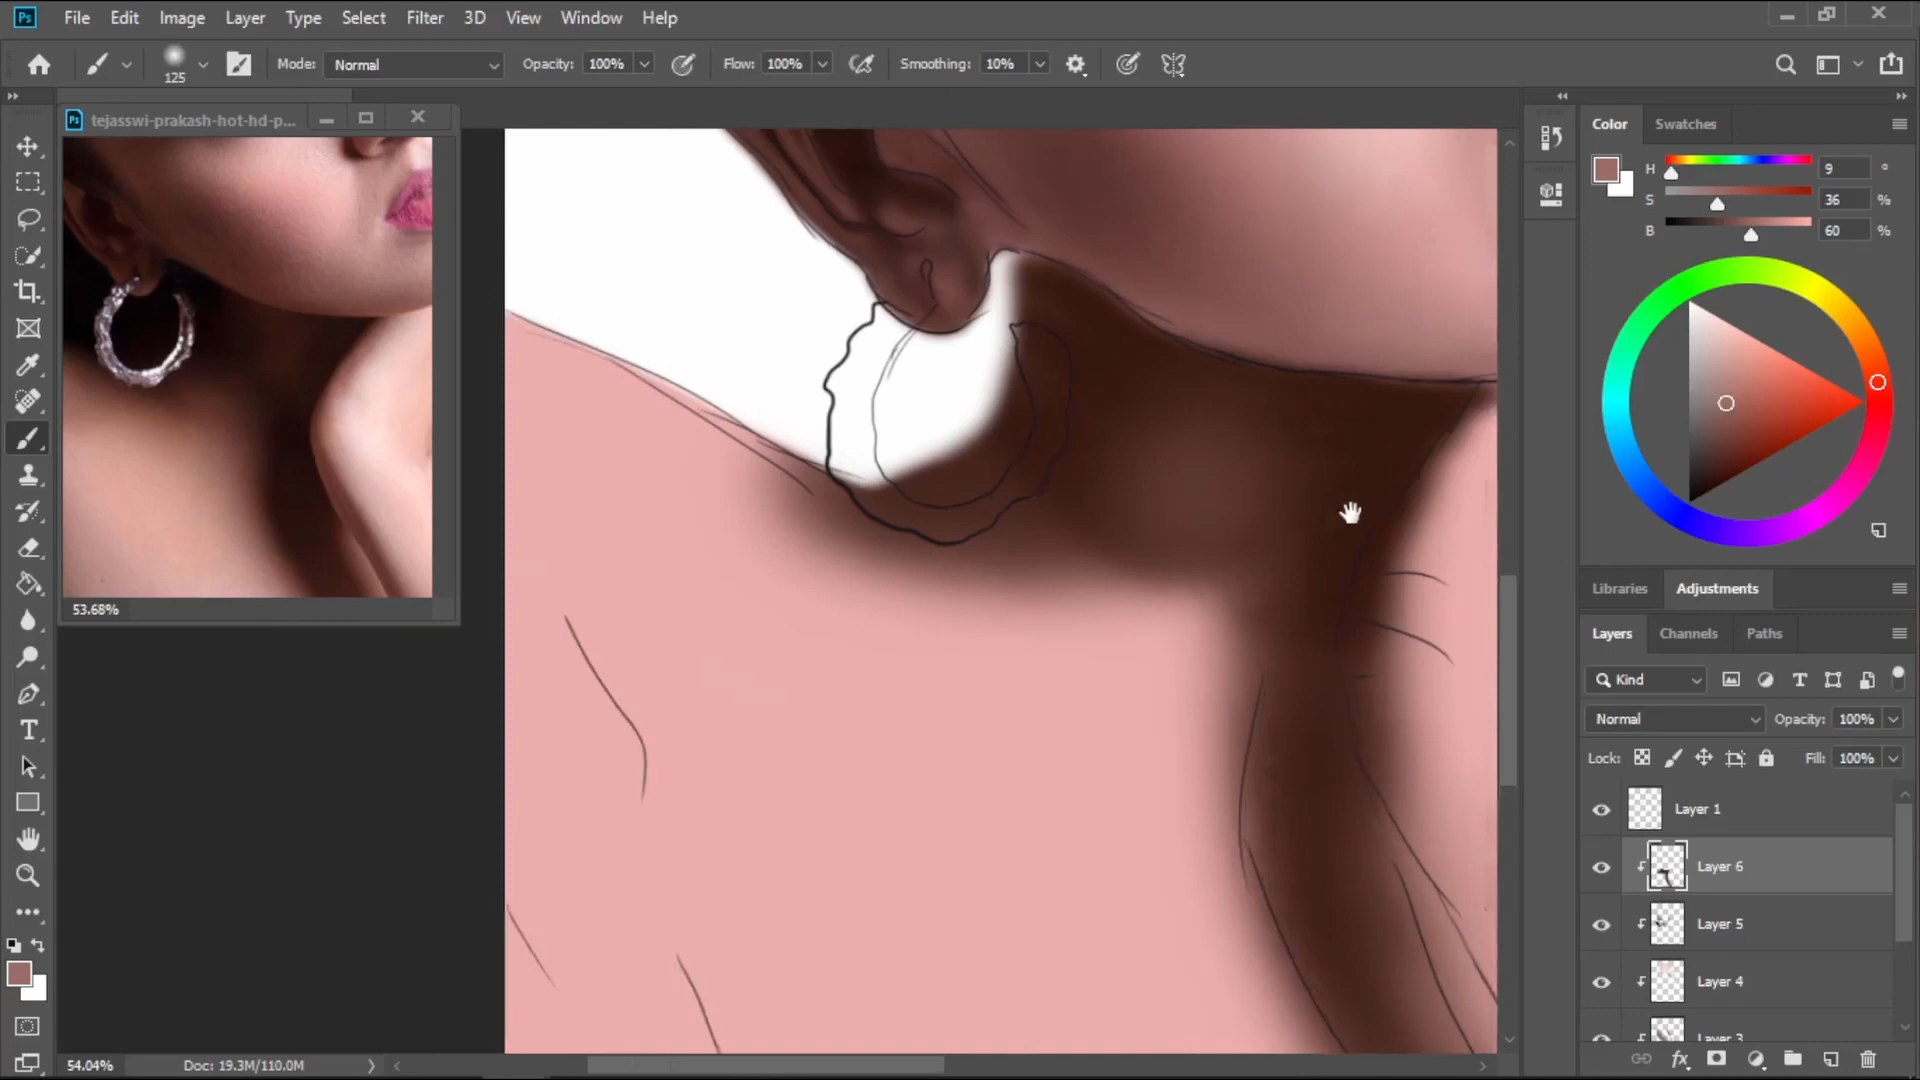 Ps File Edit Image Layer Type Select Filter 3D View Window Help
125 Mode: Normal Opacity: 100% Flow: 100% Smoothing: 10%
Ps tejasswi-prakash-hot-hd-p...
53.68%
Color Swatches
H 9 °
S 36 %
B 60 %
Libraries Adjustments
Layers Channels Paths
Kind
Normal Opacity: 100%
Lock: Fill: 100%
Layer 1
Layer 6
Layer 5
Layer 4
Layer 3
54.04% Doc: 19.3M/110.0M